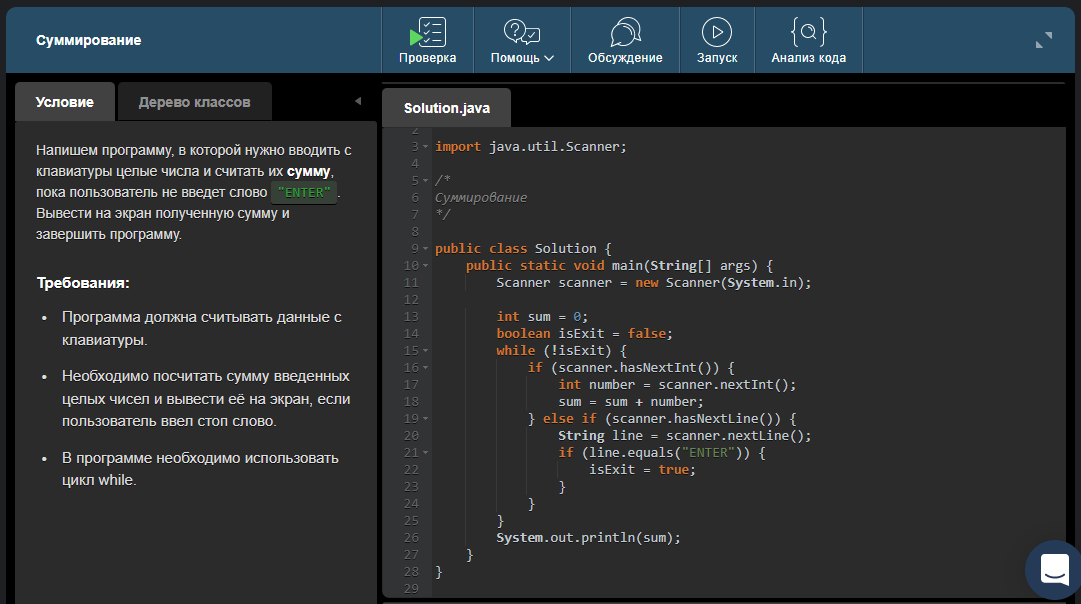 Суммирование
Проверка
Помощь
Обсуждение
Запуск
Анализ кода
Условие
Дерево классов
Напишем программу, в которой нужно вводить с
клавиатуры целые числа и считать их сумму,
пока пользователь не введет слово "ENTER".
Вывести на экран полученную сумму и
завершить программу.
Требования:
• Программа должна считывать данные с
клавиатуры.
• Необходимо посчитать сумму введенных
целых чисел и вывести её на экран, если
пользователь ввел стоп слово.
• В программе необходимо использовать
цикл while.
Solution.java
2
3 import java.util.Scanner;
4
5 /*
6 Суммирование
7 */
8
9 public class Solution {
10     public static void main(String[] args) {
11         Scanner scanner = new Scanner(System.in);
12
13         int sum = 0;
14         boolean isExit = false;
15         while (!isExit) {
16             if (scanner.hasNextInt()) {
17                 int number = scanner.nextInt();
18                 sum = sum + number;
19             } else if (scanner.hasNextLine()) {
20                 String line = scanner.nextLine();
21                 if (line.equals("ENTER")) {
22                     isExit = true;
23                 }
24             }
25         }
26         System.out.println(sum);
27     }
28 }
29